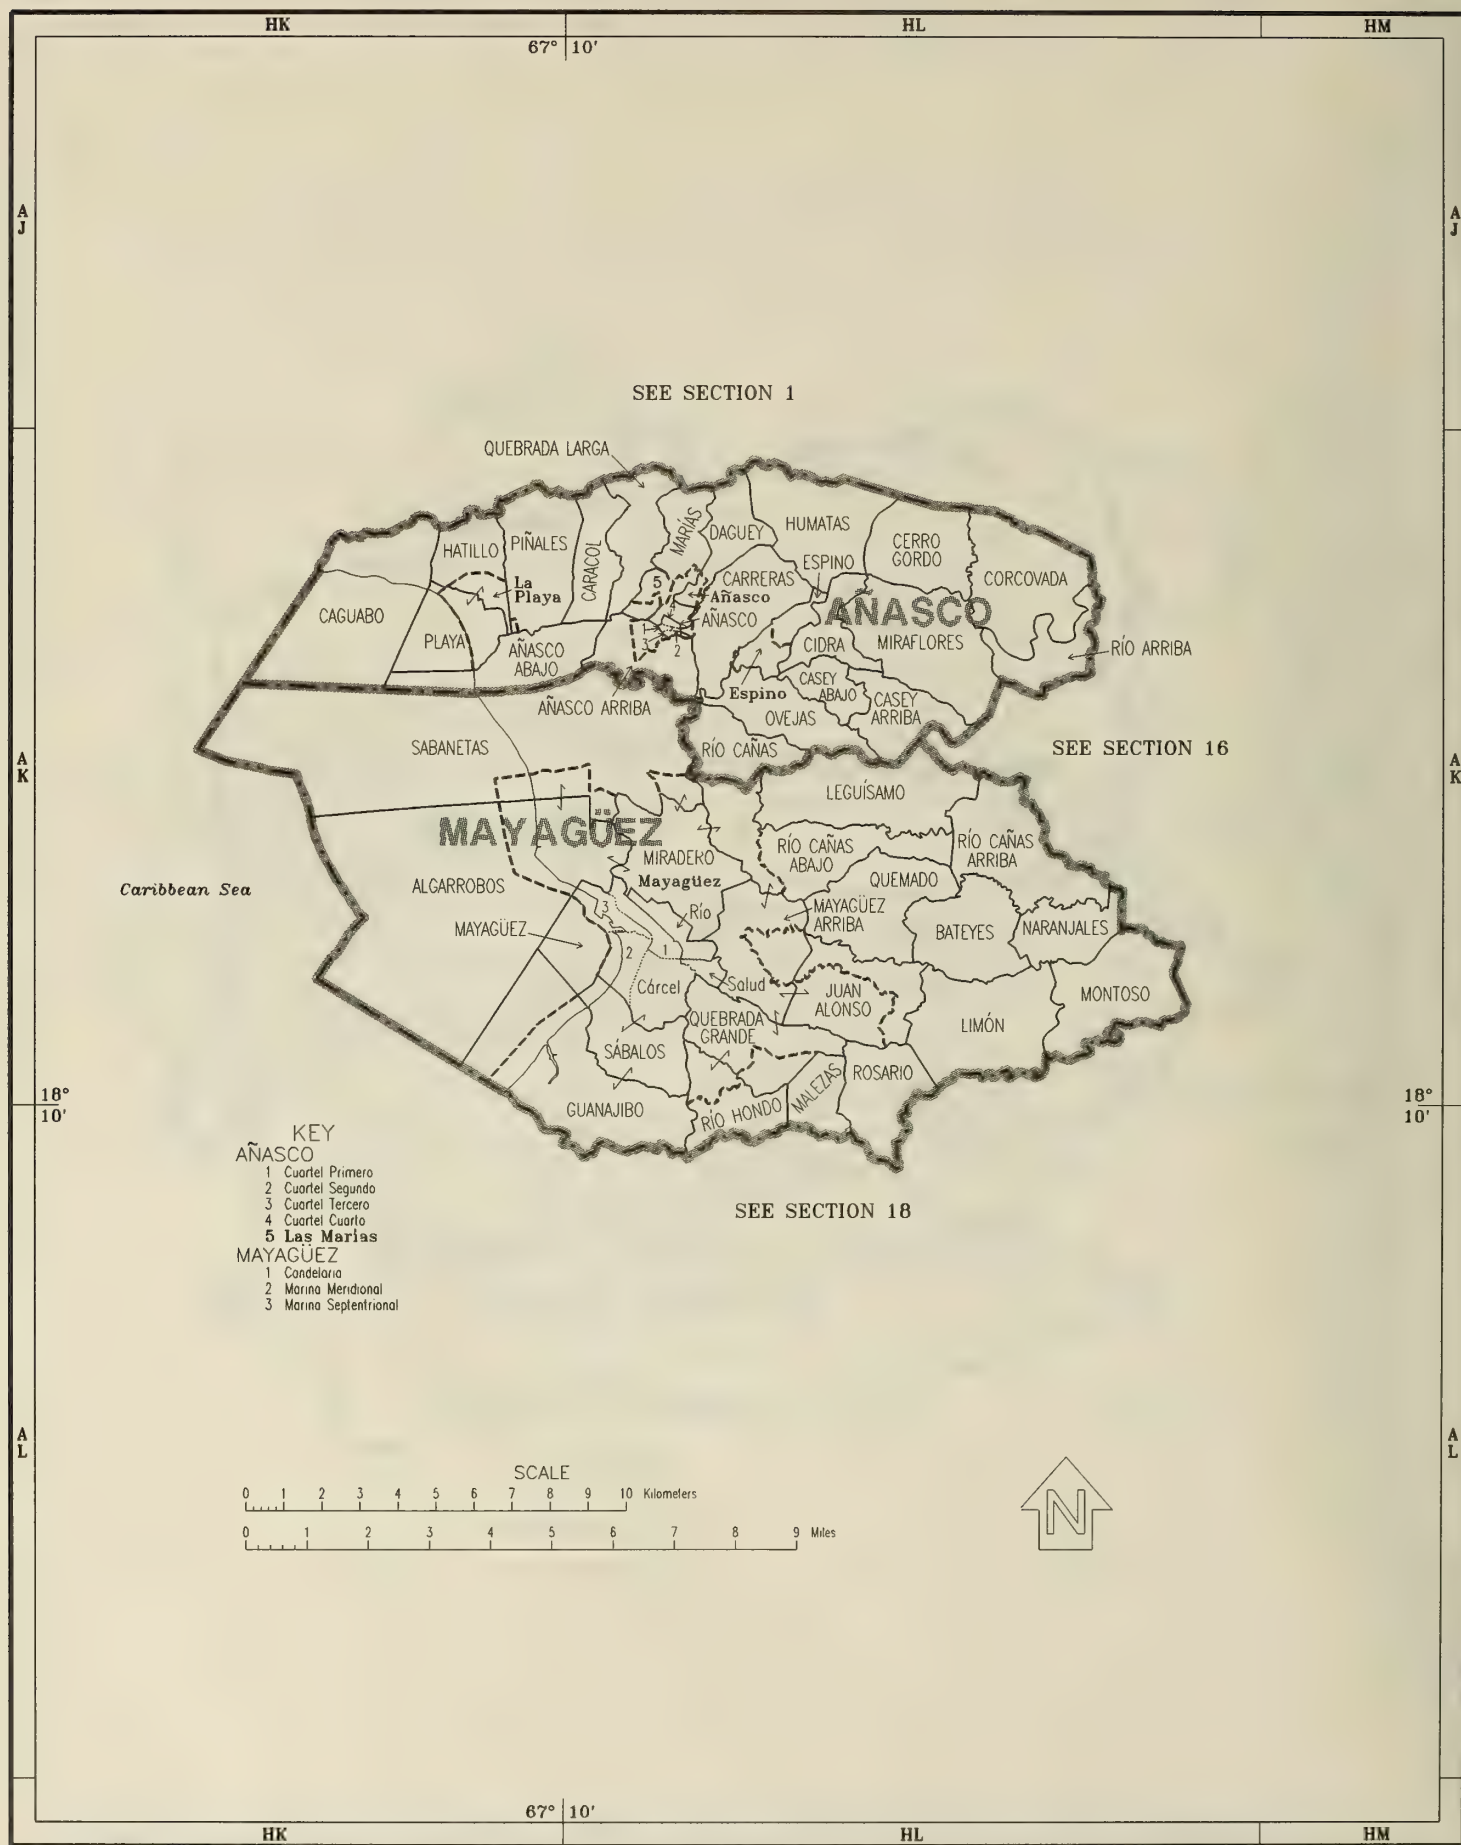 HK
HL
HM
67° 10'
A
J
A
J
SEE SECTION 1
QUEBRADA LARGA
MARÍAS
DAGUEY
HUMATAS
HATILLO
PIÑALES
CARACOL
CERRO
GORDO
ESPINO
CORCOVADA
La
Playa
5
CARRERAS
Añasco
4
AÑASCO
CAGUABO
AÑASCO
1
3
2
PLAYA
AÑASCO
ABAJO
CIDRA
MIRAFLORES
RÍO ARRIBA
CASEY
ABAJO
Espino
CASEY
ARRIBA
AÑASCO ARRIBA
OVEJAS
SABANETAS
RÍO CAÑAS
SEE SECTION 16
A
K
A
K
LEGUÍSAMO
MAYAGÜEZ
RÍO CAÑAS
ABAJO
RÍO CAÑAS
ARRIBA
MIRADERO
Mayagüez
QUEMADO
Caribbean Sea
ALGARROBOS
3
Río
MAYAGÜEZ
ARRIBA
MAYAGÜEZ
BATEYES
NARANJALES
2
1
Cárcel
Salud
JUAN
ALONSO
MONTOSO
QUEBRADA
GRANDE
LIMÓN
SÁBALOS
ROSARIO
MALEZAS
GUANAJIBO
RÍO HONDO
18°
10'
18°
10'
KEY
AÑASCO
1 Cuartel Primero
2 Cuartel Segundo
3 Cuartel Tercero
4 Cuartel Cuarto
5 Las Marías
MAYAGÜEZ
1 Candelaria
2 Marina Meridional
3 Marina Septentrional
SEE SECTION 18
A
L
A
L
SCALE
0 1 2 3 4 5 6 7 8 9 10 Kilometers
0 1 2 3 4 5 6 7 8 9 Miles
N
67° 10'
HK
HL
HM